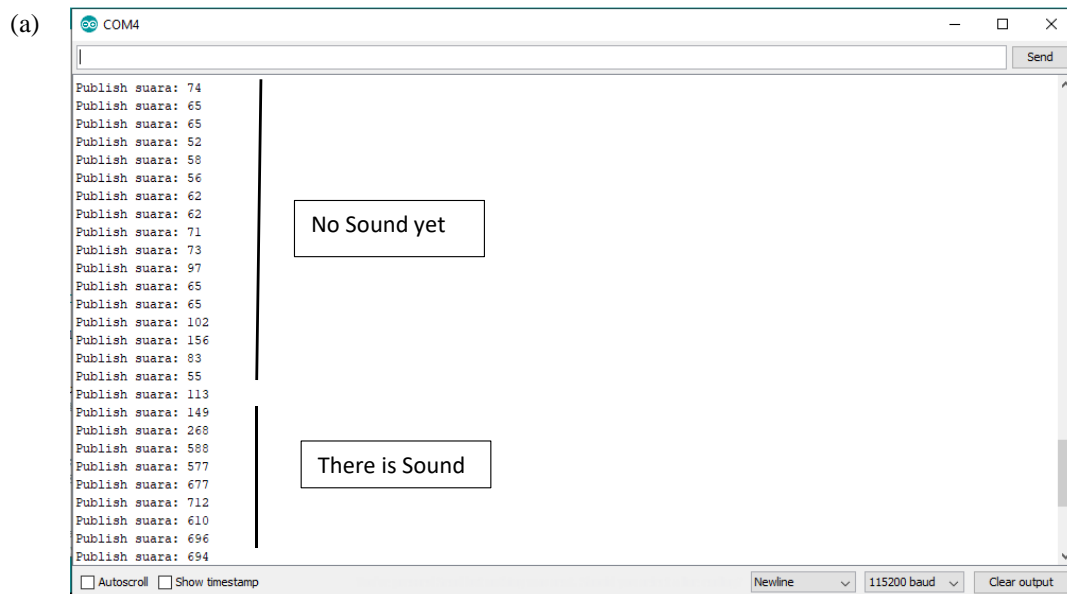 (a)
COM4
Send
Publish suara: 74
Publish suara: 65
Publish suara: 65
Publish suara: 52
Publish suara: 58
Publish suara: 56
Publish suara: 62
Publish suara: 62
Publish suara: 71
Publish suara: 73
Publish suara: 97
Publish suara: 65
Publish suara: 65
Publish suara: 102
Publish suara: 156
Publish suara: 83
Publish suara: 55
Publish suara: 113
Publish suara: 149
Publish suara: 268
Publish suara: 588
Publish suara: 577
Publish suara: 677
Publish suara: 712
Publish suara: 610
Publish suara: 696
Publish suara: 694
No Sound yet
There is Sound
Autoscroll Show timestamp Newline 115200 baud Clear output